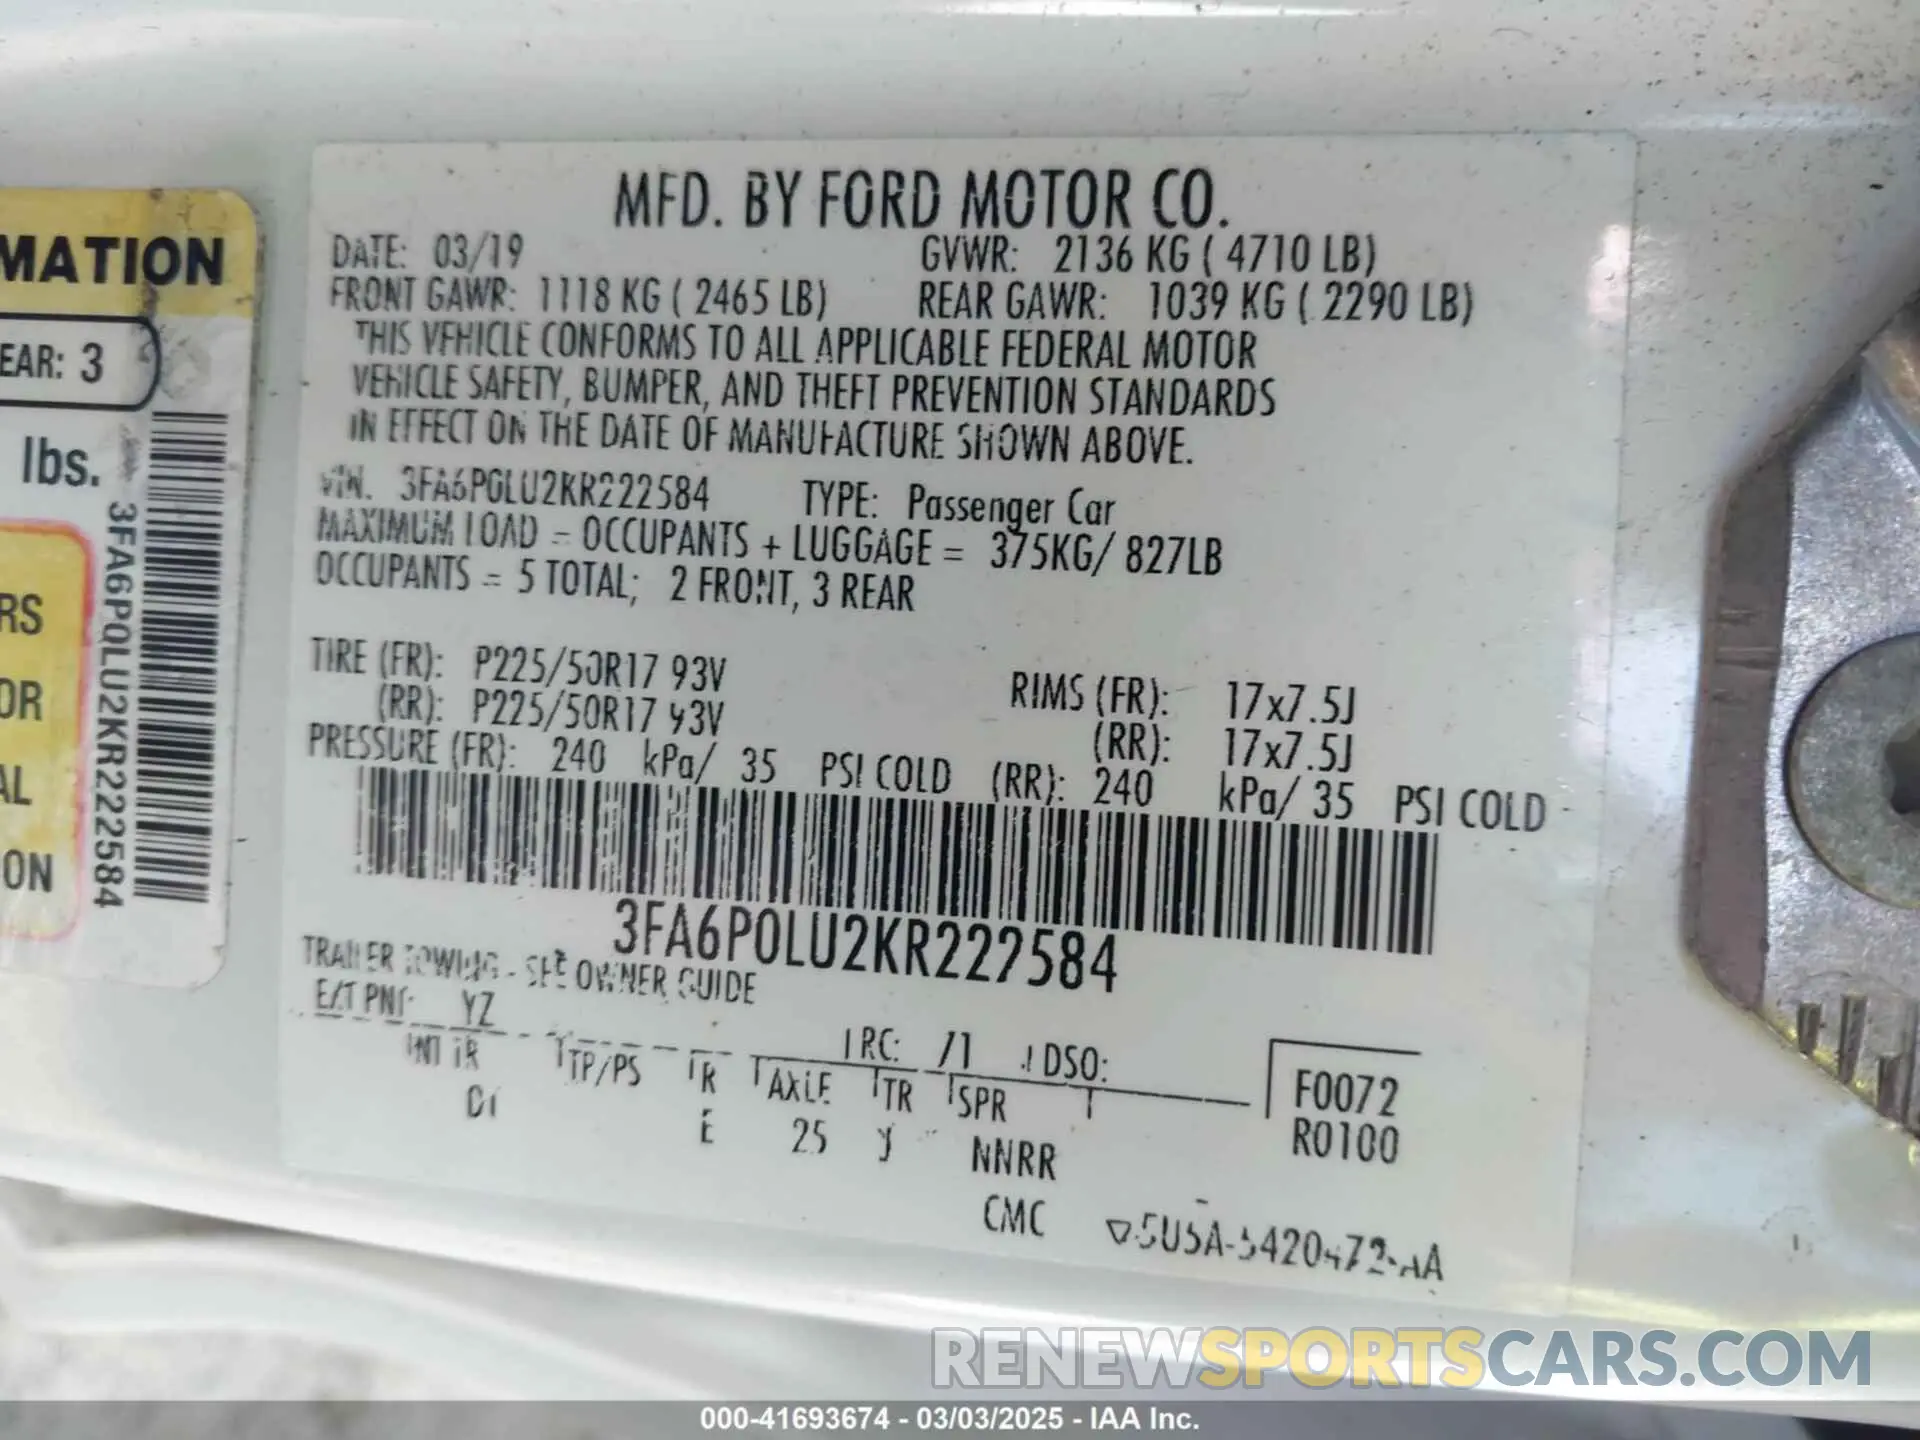 MATION
EAR: 3
lbs.
RS
OR
AL
ON
3FA6P0LU2KR222584
MFD. BY FORD MOTOR CO.
DATE: 03/19 GVWR: 2136 KG ( 4710 LB)
FRONT GAWR: 1118 KG ( 2465 LB) REAR GAWR: 1039 KG ( 2290 LB)
THIS VEHICLE CONFORMS TO ALL APPLICABLE FEDERAL MOTOR
VEHICLE SAFETY, BUMPER, AND THEFT PREVENTION STANDARDS
IN EFFECT ON THE DATE OF MANUFACTURE SHOWN ABOVE.
VIN: 3FA6P0LU2KR222584 TYPE: Passenger Car
MAXIMUM LOAD = OCCUPANTS + LUGGAGE = 375KG/ 827LB
OCCUPANTS = 5 TOTAL; 2 FRONT, 3 REAR
TIRE (FR): P225/50R17 93V RIMS (FR): 17x7.5J
(RR): P225/50R17 93V (RR): 17x7.5J
PRESSURE (FR): 240 kPa/ 35 PSI COLD (RR): 240 kPa/ 35 PSI COLD
3FA6P0LU2KR222584
TRAILER TOWING - SEE OWNER GUIDE
EXT PNT: YZ RC: 71 DSO:
INT TR TP/PS R AXLE TR SPR
E 25 NNRR
F0072
R0100
CMC
RENEWSPORTSCARS.COM
000-41693674 - 03/03/2025 - IAA Inc.